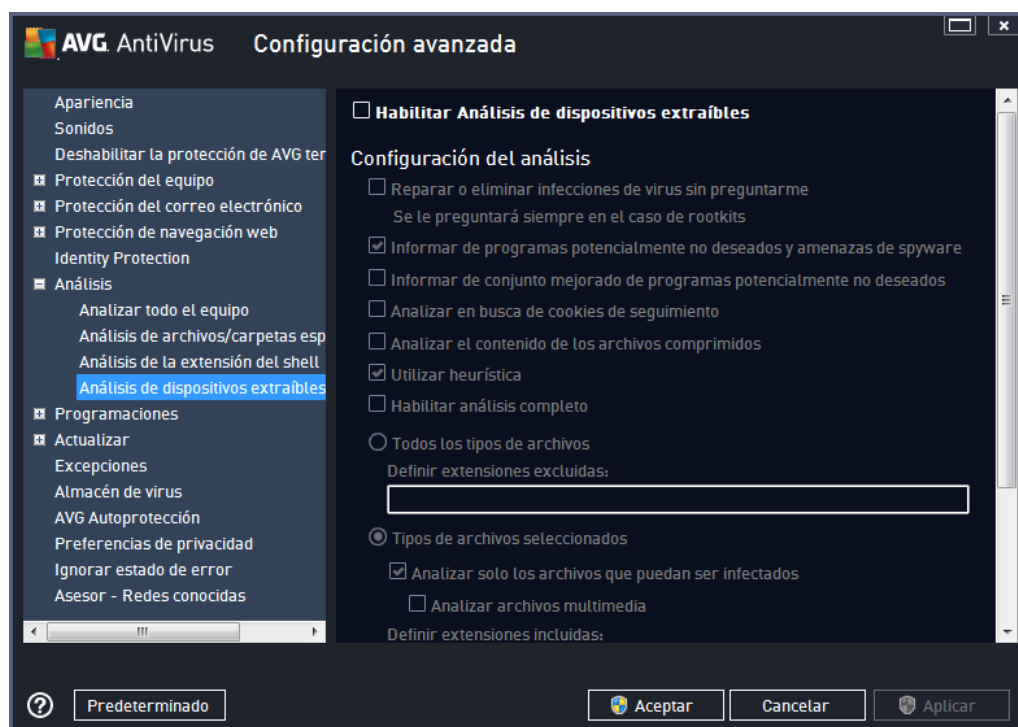 AVG. AntiVirus Configuración avanzada
Apariencia
Sonidos
Deshabilitar la protección de AVG ter
Protección del equipo
Protección del correo electrónico
Protección de navegación web
Identity Protection
Análisis
Analizar todo el equipo
Análisis de archivos/carpetas esp
Análisis de la extensión del shell
Análisis de dispositivos extraíbles
Programaciones
Actualizar
Excepciones
Almacén de virus
AVG Autoprotección
Preferencias de privacidad
Ignorar estado de error
Asesor - Redes conocidas
Habilitar Análisis de dispositivos extraíbles
Configuración del análisis
Reparar o eliminar infecciones de virus sin preguntarme
Se le preguntará siempre en el caso de rootkits
Informar de programas potencialmente no deseados y amenazas de spyware
Informar de conjunto mejorado de programas potencialmente no deseados
Analizar en busca de cookies de seguimiento
Analizar el contenido de los archivos comprimidos
Utilizar heurística
Habilitar análisis completo
Todos los tipos de archivos
Definir extensiones excluidas:
Tipos de archivos seleccionados
Analizar solo los archivos que puedan ser infectados
Analizar archivos multimedia
Definir extensiones incluidas:
Predeterminado
Aceptar
Cancelar
Aplicar